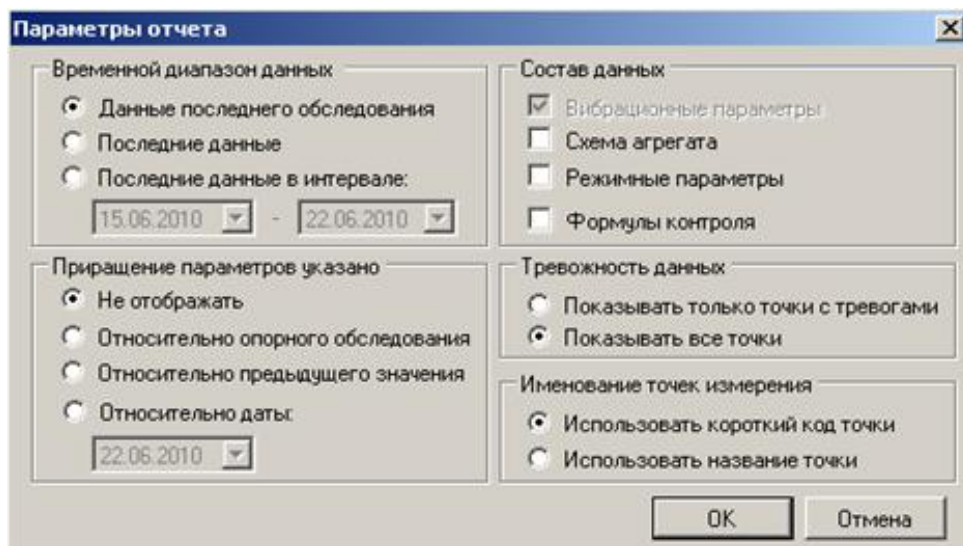 Параметры отчета
Временной диапазон данных
Данные последнего обследования
Последние данные
Последние данные в интервале:
15.06.2010 - 22.06.2010
Приращение параметров указано
Не отображать
Относительно опорного обследования
Относительно предыдущего значения
Относительно даты:
22.06.2010
Состав данных
Вибрационные параметры
Схема агрегата
Режимные параметры
Формулы контроля
Тревожность данных
Показывать только точки с тревогами
Показывать все точки
Именование точек измерения
Использовать короткий код точки
Использовать название точки
OK
Отмена